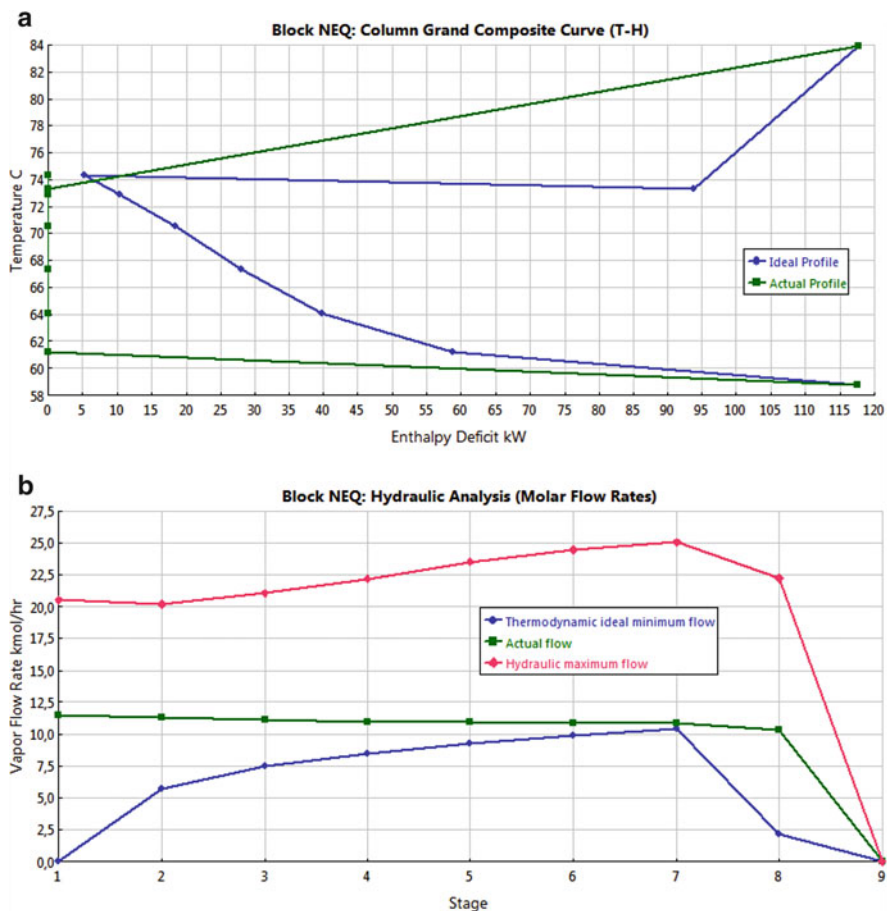 a
Block NEQ: Column Grand Composite Curve (T-H)
84
82
80
78
76
74
72
70
68
66
64
62
60
58
Temperature C
Ideal Profile
Actual Profile
0 5 10 15 20 25 30 35 40 45 50 55 60 65 70 75 80 85 90 95 100 105 110 115 120
Enthalpy Deficit kW
b
Block NEQ: Hydraulic Analysis (Molar Flow Rates)
27,5
25,0
22,5
20,0
17,5
15,0
12,5
10,0
7,5
5,0
2,5
0,0
Vapor Flow Rate kmol/hr
Thermodynamic ideal minimum flow
Actual flow
Hydraulic maximum flow
1 2 3 4 5 6 7 8 9
Stage